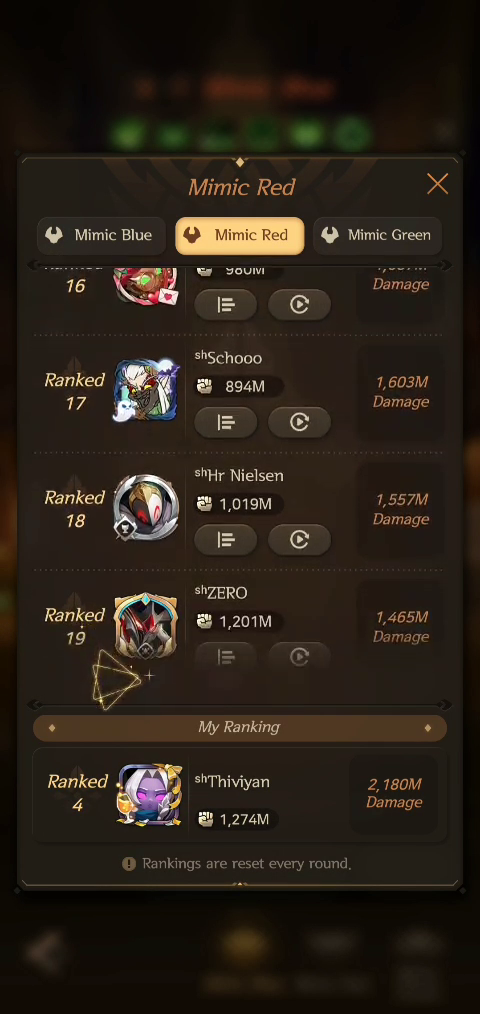 Mimic Red
Mimic Blue
Mimic Red
Mimic Green
Ranked
16
980M
Damage
shSchooo
Ranked
17
894M
1,603M
Damage
shHr Nielsen
Ranked
18
1,019M
1,557M
Damage
shZERO
Ranked
19
1,201M
1,465M
Damage
My Ranking
shThiviyan
Ranked
4
1,274M
2,180M
Damage
Rankings are reset every round.